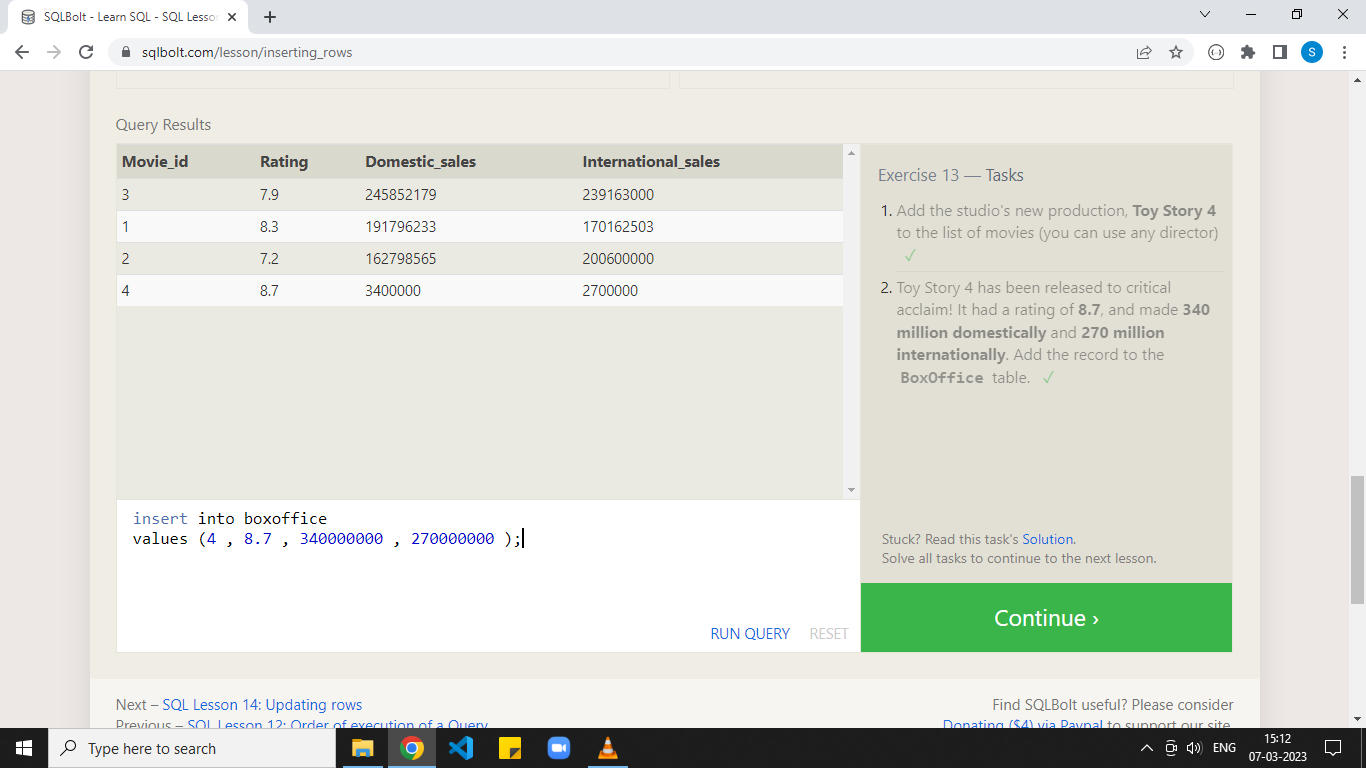 SQLBolt - Learn SQL - SQL Lesson
sqlbolt.com/lesson/inserting_rows
S
Query Results
Movie_id Rating Domestic_sales International_sales
3 7.9 245852179 239163000
1 8.3 191796233 170162503
2 7.2 162798565 200600000
4 8.7 3400000 2700000
insert into boxoffice
values (4 , 8.7 , 340000000 , 270000000 );
RUN QUERY RESET
Exercise 13 — Tasks
1. Add the studio's new production, Toy Story 4
to the list of movies (you can use any director)
✓
2. Toy Story 4 has been released to critical
acclaim! It had a rating of 8.7, and made 340
million domestically and 270 million
internationally. Add the record to the
BoxOffice table. ✓
Stuck? Read this task's Solution.
Solve all tasks to continue to the next lesson.
Continue ›
Next – SQL Lesson 14: Updating rows
Previous – SQL Lesson 12: Order of execution of a Query
Find SQLBolt useful? Please consider
Donating ($4) via Paypal to support our site.
Type here to search
ENG
15:12
07-03-2023